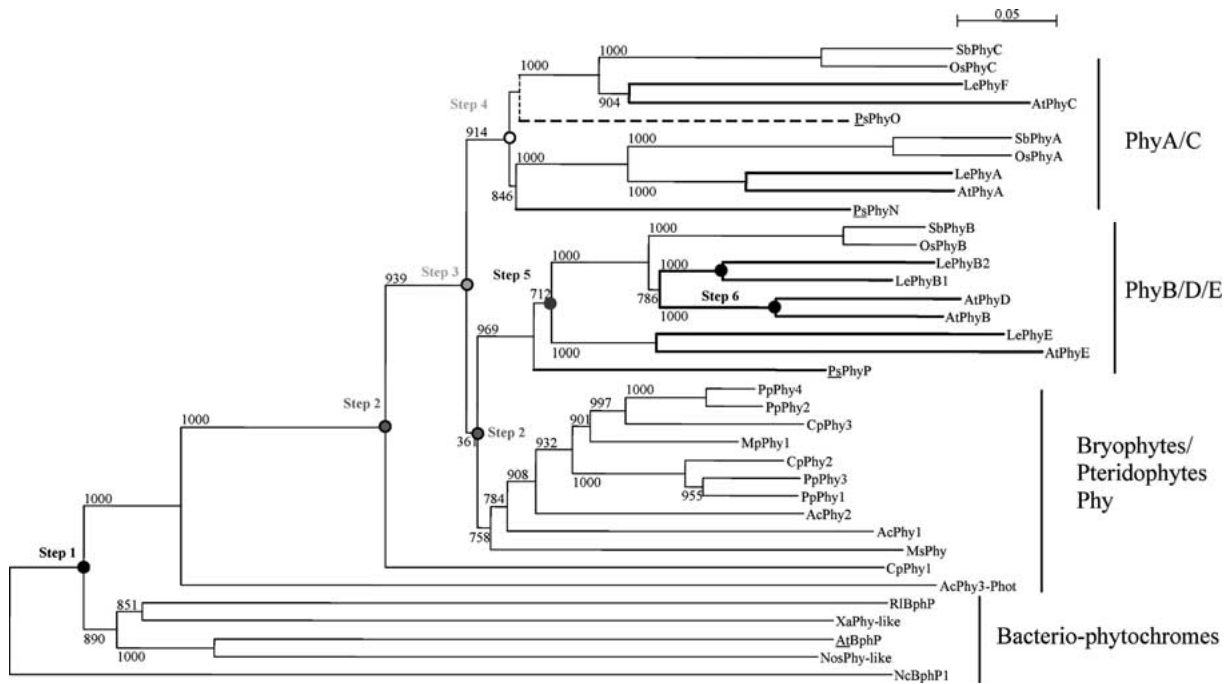 0.05
1000
1000
SbPhyC
OsPhyC
LePhyF
904
AtPhyC
Step 4
914
PsPhyO
PhyA/C
1000
1000
SbPhyA
OsPhyA
LePhyA
1000
AtPhyA
846
PsPhyN
1000
SbPhyB
OsPhyB
1000
1000
LePhyB2
LePhyB1
786
Step 6
AtPhyD
AtPhyB
1000
PhyB/D/E
939
Step 3
Step 5
712
969
LePhyE
1000
AtPhyE
PsPhyP
1000
PpPhy4
PpPhy2
997
CpPhy3
901
MpPhy1
Step 2
361
Step 2
932
CpPhy2
1000
PpPhy3
955
PpPhy1
908
AcPhy2
784
AcPhy1
758
MsPhy
CpPhy1
Bryophytes/
Pteridophytes
Phy
1000
1000
AcPhy3-Phot
Step 1
851
RlBphP
XaPhy-like
890
AtBphP
1000
NosPhy-like
NcBphP1
Bacterio-phytochromes